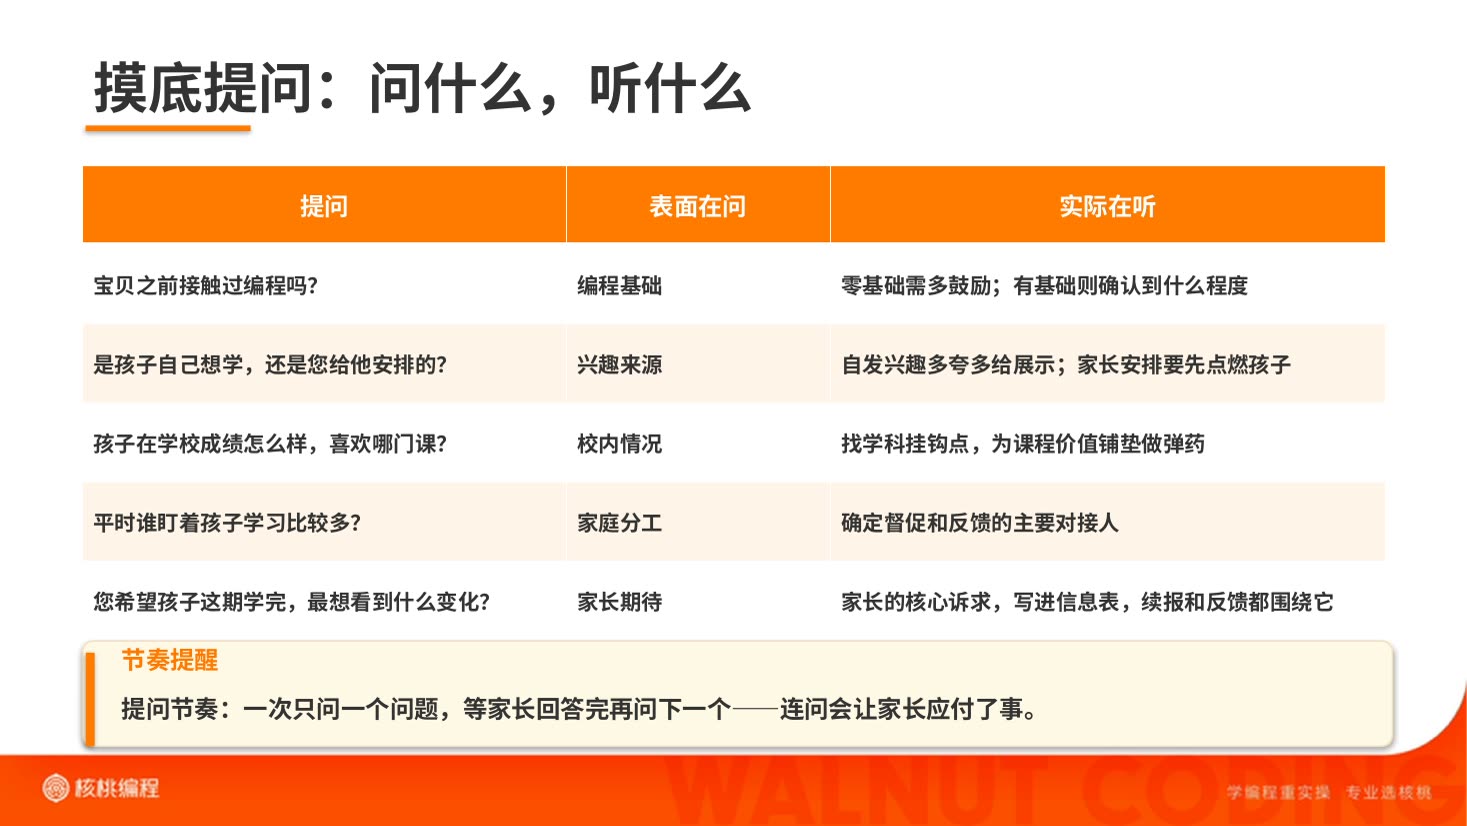 摸底提问：问什么，听什么
提问 表面在问 实际在听
宝贝之前接触过编程吗？ 编程基础 零基础需多鼓励；有基础则确认到什么程度
是孩子自己想学，还是您给他安排的？ 兴趣来源 自发兴趣多夸多给展示；家长安排要先点燃孩子
孩子在学校成绩怎么样，喜欢哪门课？ 校内情况 找学科挂钩点，为课程价值铺垫做弹药
平时谁盯着孩子学习比较多？ 家庭分工 确定督促和反馈的主要对接人
您希望孩子这期学完，最想看到什么变化？ 家长期待 家长的核心诉求，写进信息表，续报和反馈都围绕它
节奏提醒
提问节奏：一次只问一个问题，等家长回答完再问下一个——连问会让家长应付了事。
WALNUT CODING
核桃编程
学编程重实操 专业选核桃